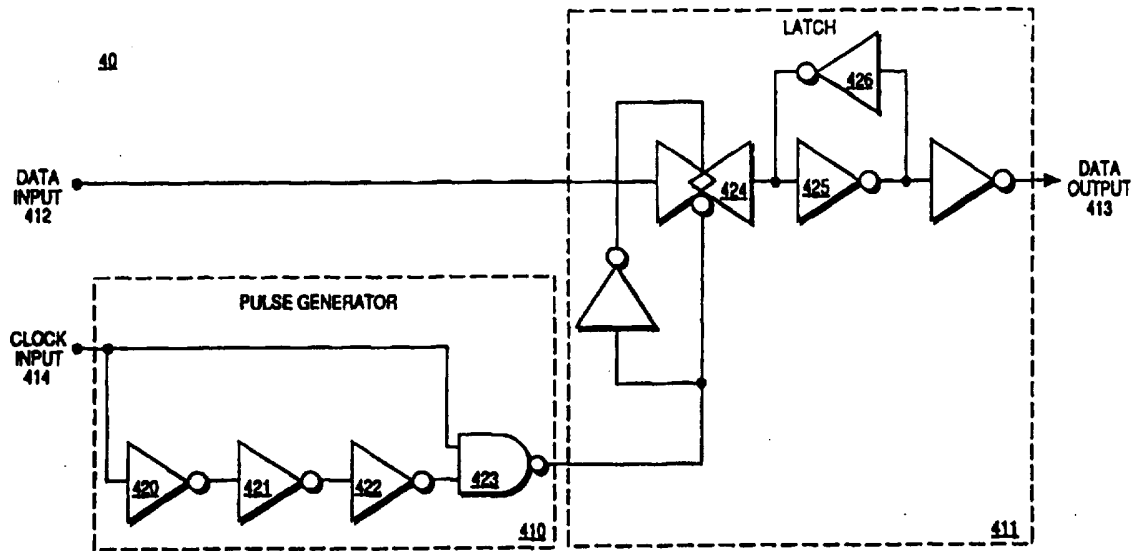 LATCH
40
426
DATA
INPUT
412
424
425
DATA
OUTPUT
413
PULSE GENERATOR
CLOCK
INPUT
414
420
421
422
423
410
411